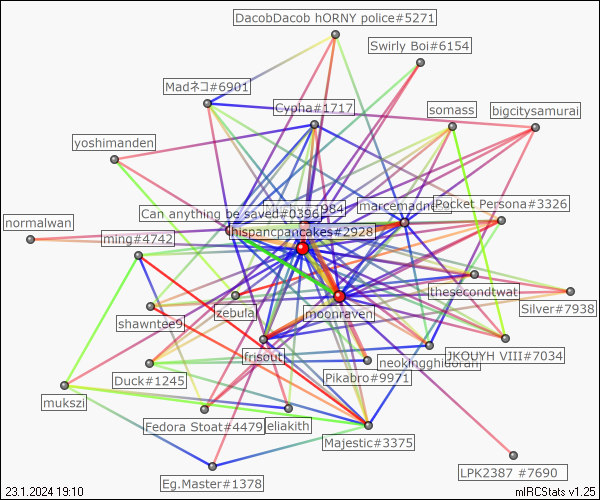 DacobDacob hORNY police#5271
Swirly Boi#6154
Madネコ#6901
Cypha#1717
somass
bigcitysamurai
yoshimanden
Can anything be saved#0396
984
marcemadne
Pocket Persona#3326
normalwan
ming#4742
hispancpancakes#2928
thesecondtwat
shawntee9
zebula
moonraven
Silver#7938
frisout
neokingghidorah
JKOUYH VIII#7034
Duck#1245
Pikabro#9971
mukszi
Fedora Stoat#4479
eliakith
Majestic#3375
LPK2387 #7690
Eg.Master#1378
23.1.2024 19:10
mIRCStats v1.25